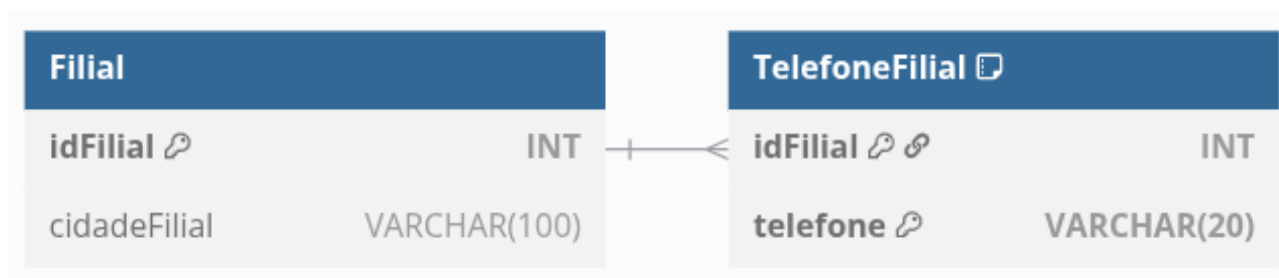 Filial
idFilial INT
cidadeFilial VARCHAR(100)
TelefoneFilial
idFilial INT
telefone VARCHAR(20)